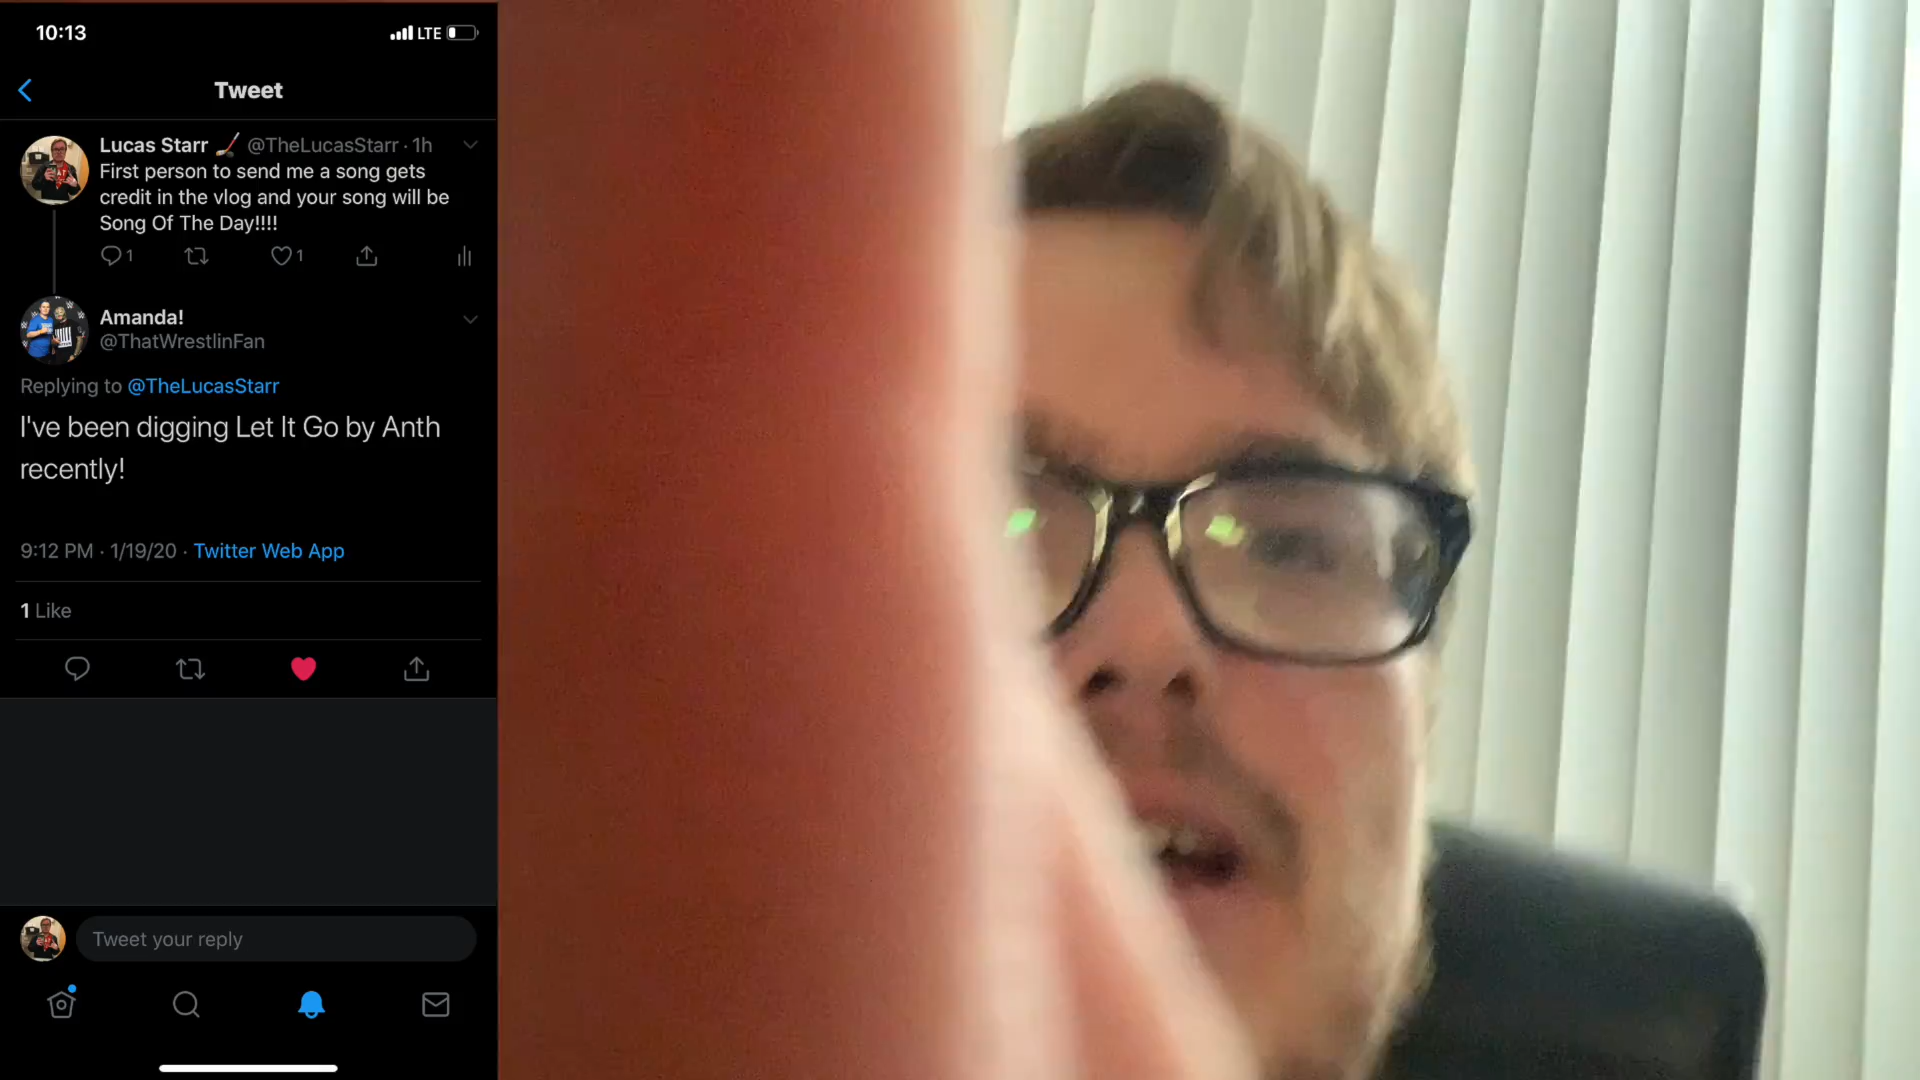 10:13
LTE
Tweet
Lucas Starr @TheLucasStarr · 1h
First person to send me a song gets
credit in the vlog and your song will be
Song Of The Day!!!!
1 1
Amanda!
@ThatWrestlinFan
Replying to @TheLucasStarr
I've been digging Let It Go by Anth
recently!
9:12 PM · 1/19/20 · Twitter Web App
1 Like
Tweet your reply